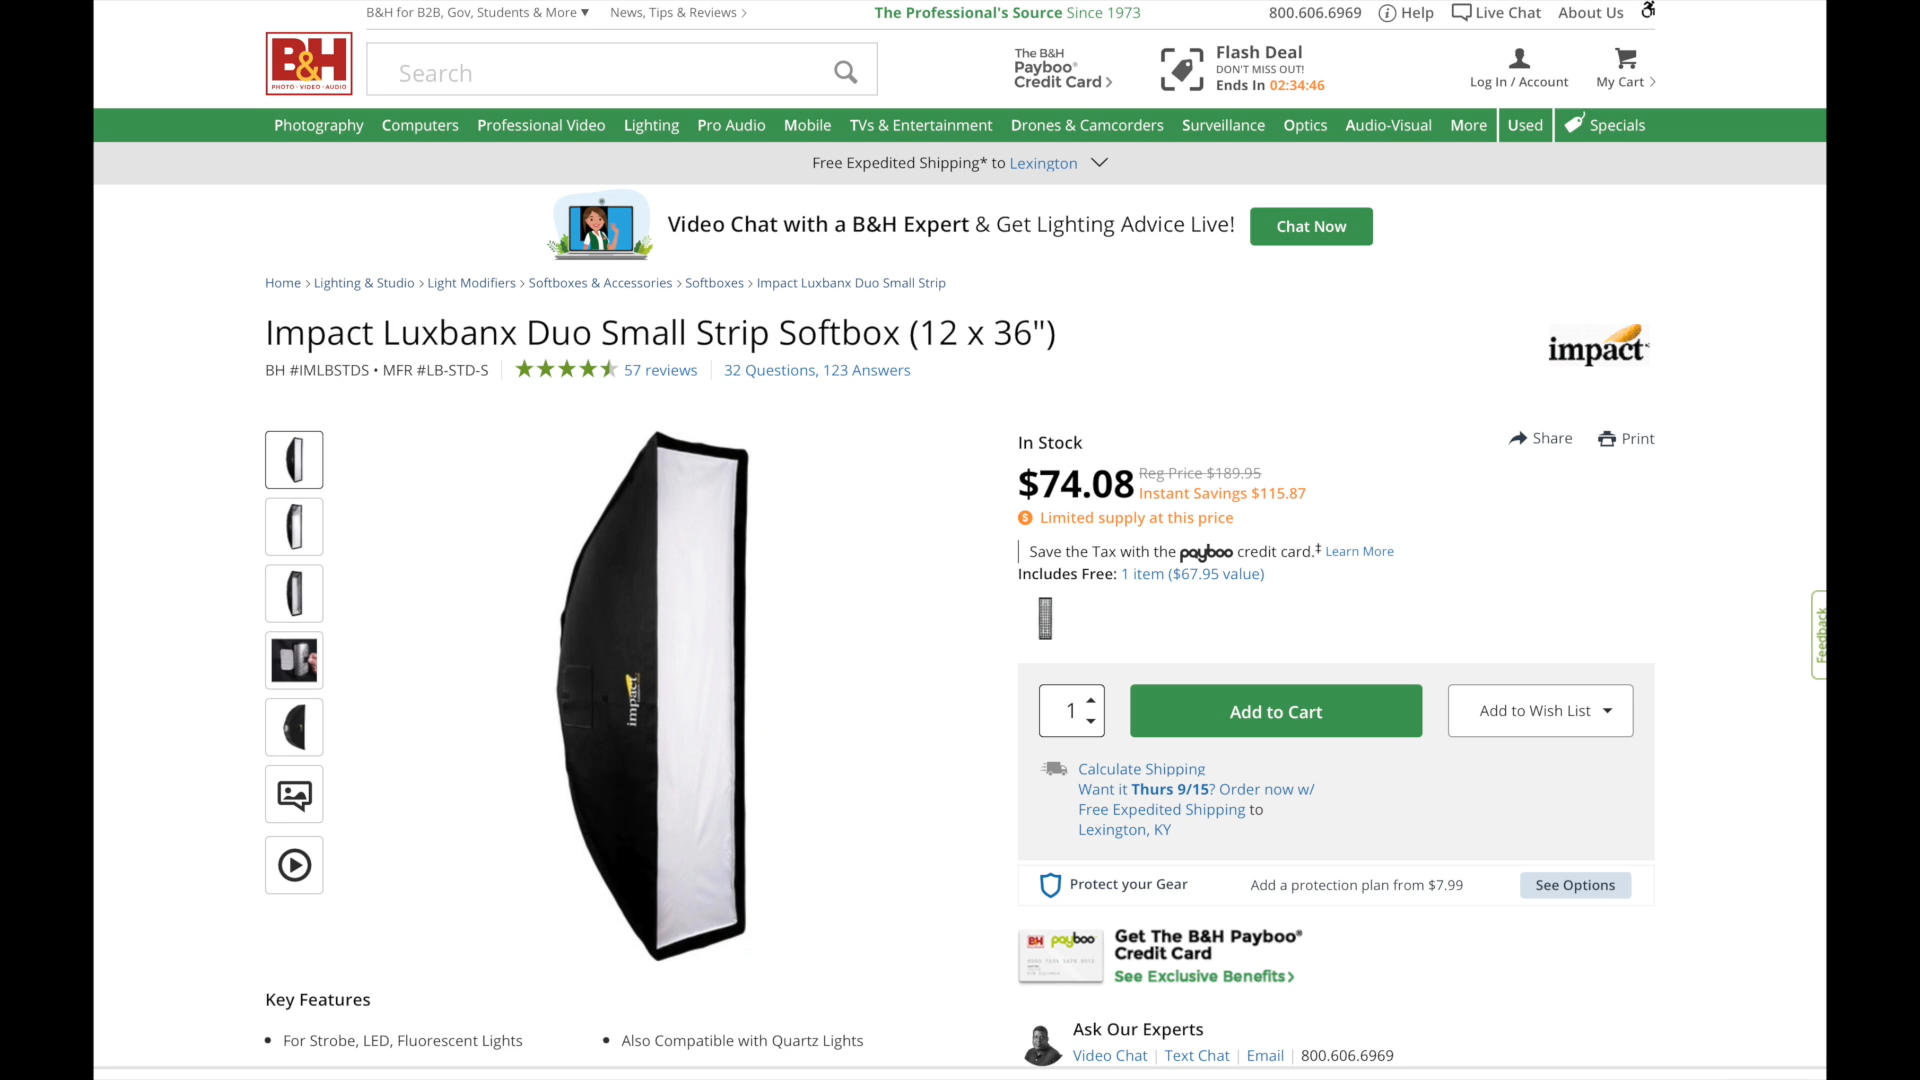 B&H for B2B, Gov, Students & More ▼ News, Tips & Reviews > The Professional's Source Since 1973 800.606.6969 Help Live Chat About Us
B&H
PHOTO · VIDEO · AUDIO
Search
The B&H
Payboo®
Credit Card >
Flash Deal
DON'T MISS OUT!
Ends In 02:34:46
Log In / Account
My Cart >
Photography Computers Professional Video Lighting Pro Audio Mobile TVs & Entertainment Drones & Camcorders Surveillance Optics Audio-Visual More Used Specials
Free Expedited Shipping* to Lexington
Video Chat with a B&H Expert & Get Lighting Advice Live! Chat Now
Home > Lighting & Studio > Light Modifiers > Softboxes & Accessories > Softboxes > Impact Luxbanx Duo Small Strip
Impact Luxbanx Duo Small Strip Softbox (12 x 36")
impact
BH #IMLBSTDS • MFR #LB-STD-S 57 reviews 32 Questions, 123 Answers
impact
In Stock
Share Print
$74.08 Reg Price $189.95
Instant Savings $115.87
Limited supply at this price
Save the Tax with the payboo credit card.‡ Learn More
Includes Free: 1 item ($67.95 value)
Feedback
1 Add to Cart Add to Wish List
Calculate Shipping
Want it Thurs 9/15? Order now w/
Free Expedited Shipping to
Lexington, KY
Protect your Gear Add a protection plan from $7.99 See Options
BH payboo
Get The B&H Payboo®
Credit Card
See Exclusive Benefits >
Key Features
For Strobe, LED, Fluorescent Lights
Also Compatible with Quartz Lights
Ask Our Experts
Video Chat | Text Chat | Email | 800.606.6969